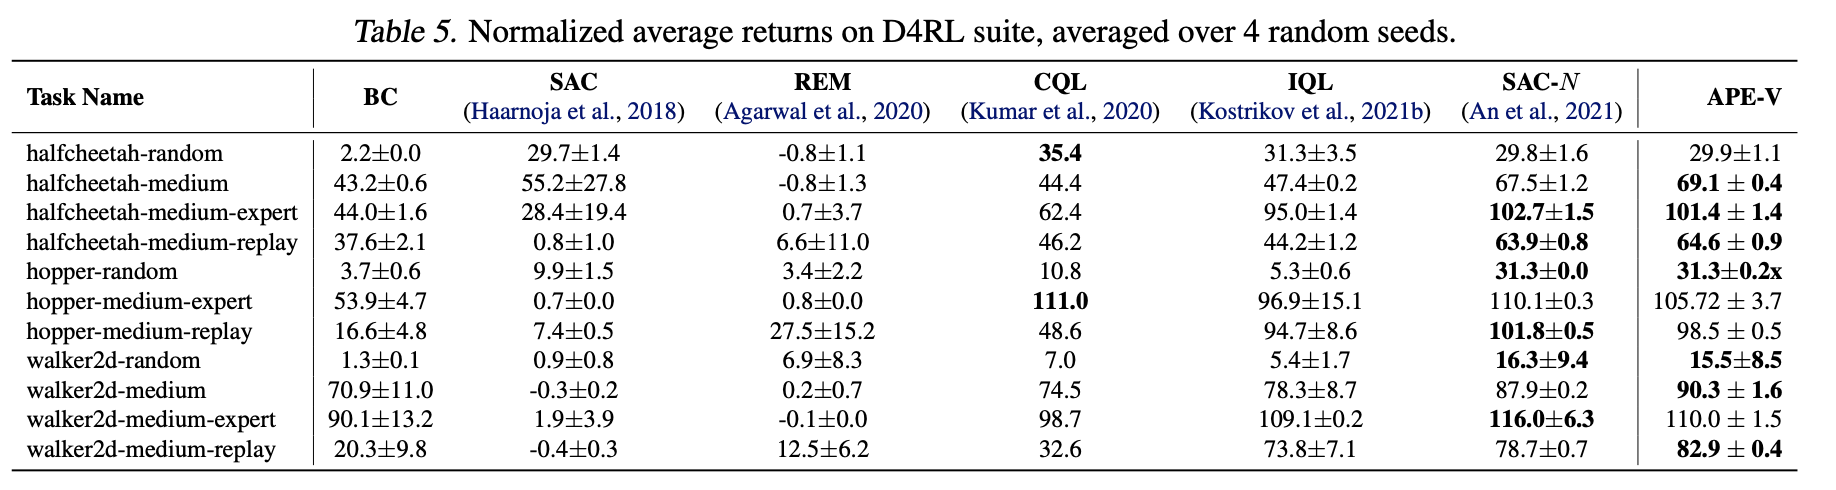 Table 5. Normalized average returns on D4RL suite, averaged over 4 random seeds.
Task Name BC SAC REM CQL IQL SAC-N APE-V
(Haarnoja et al., 2018) (Agarwal et al., 2020) (Kumar et al., 2020) (Kostrikov et al., 2021b) (An et al., 2021)
halfcheetah-random 2.2±0.0 29.7±1.4 -0.8±1.1 35.4 31.3±3.5 29.8±1.6 29.9±1.1
halfcheetah-medium 43.2±0.6 55.2±27.8 -0.8±1.3 44.4 47.4±0.2 67.5±1.2 69.1 ± 0.4
halfcheetah-medium-expert 44.0±1.6 28.4±19.4 0.7±3.7 62.4 95.0±1.4 102.7±1.5 101.4 ± 1.4
halfcheetah-medium-replay 37.6±2.1 0.8±1.0 6.6±11.0 46.2 44.2±1.2 63.9±0.8 64.6 ± 0.9
hopper-random 3.7±0.6 9.9±1.5 3.4±2.2 10.8 5.3±0.6 31.3±0.0 31.3±0.2x
hopper-medium-expert 53.9±4.7 0.7±0.0 0.8±0.0 111.0 96.9±15.1 110.1±0.3 105.72 ± 3.7
hopper-medium-replay 16.6±4.8 7.4±0.5 27.5±15.2 48.6 94.7±8.6 101.8±0.5 98.5 ± 0.5
walker2d-random 1.3±0.1 0.9±0.8 6.9±8.3 7.0 5.4±1.7 16.3±9.4 15.5±8.5
walker2d-medium 70.9±11.0 -0.3±0.2 0.2±0.7 74.5 78.3±8.7 87.9±0.2 90.3 ± 1.6
walker2d-medium-expert 90.1±13.2 1.9±3.9 -0.1±0.0 98.7 109.1±0.2 116.0±6.3 110.0 ± 1.5
walker2d-medium-replay 20.3±9.8 -0.4±0.3 12.5±6.2 32.6 73.8±7.1 78.7±0.7 82.9 ± 0.4